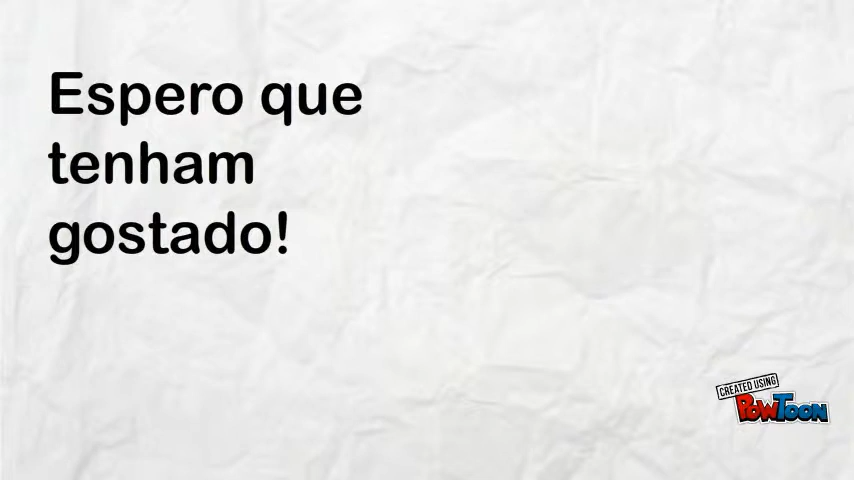 Espero que
tenham
gostado!
CREATED USING
POWTOON